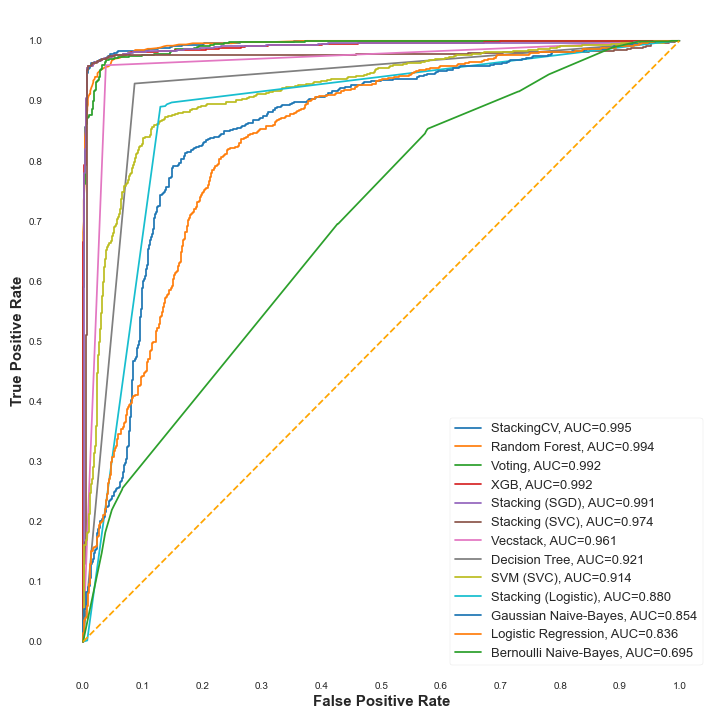 1.0
0.9
0.8
0.7
0.6
0.5
0.4
0.3
0.2
0.1
0.0
True Positive Rate
StackingCV, AUC=0.995
Random Forest, AUC=0.994
Voting, AUC=0.992
XGB, AUC=0.992
Stacking (SGD), AUC=0.991
Stacking (SVC), AUC=0.974
Vecstack, AUC=0.961
Decision Tree, AUC=0.921
SVM (SVC), AUC=0.914
Stacking (Logistic), AUC=0.880
Gaussian Naive-Bayes, AUC=0.854
Logistic Regression, AUC=0.836
Bernoulli Naive-Bayes, AUC=0.695
0.0 0.1 0.2 0.3 0.4 0.5 0.6 0.7 0.8 0.9 1.0
False Positive Rate